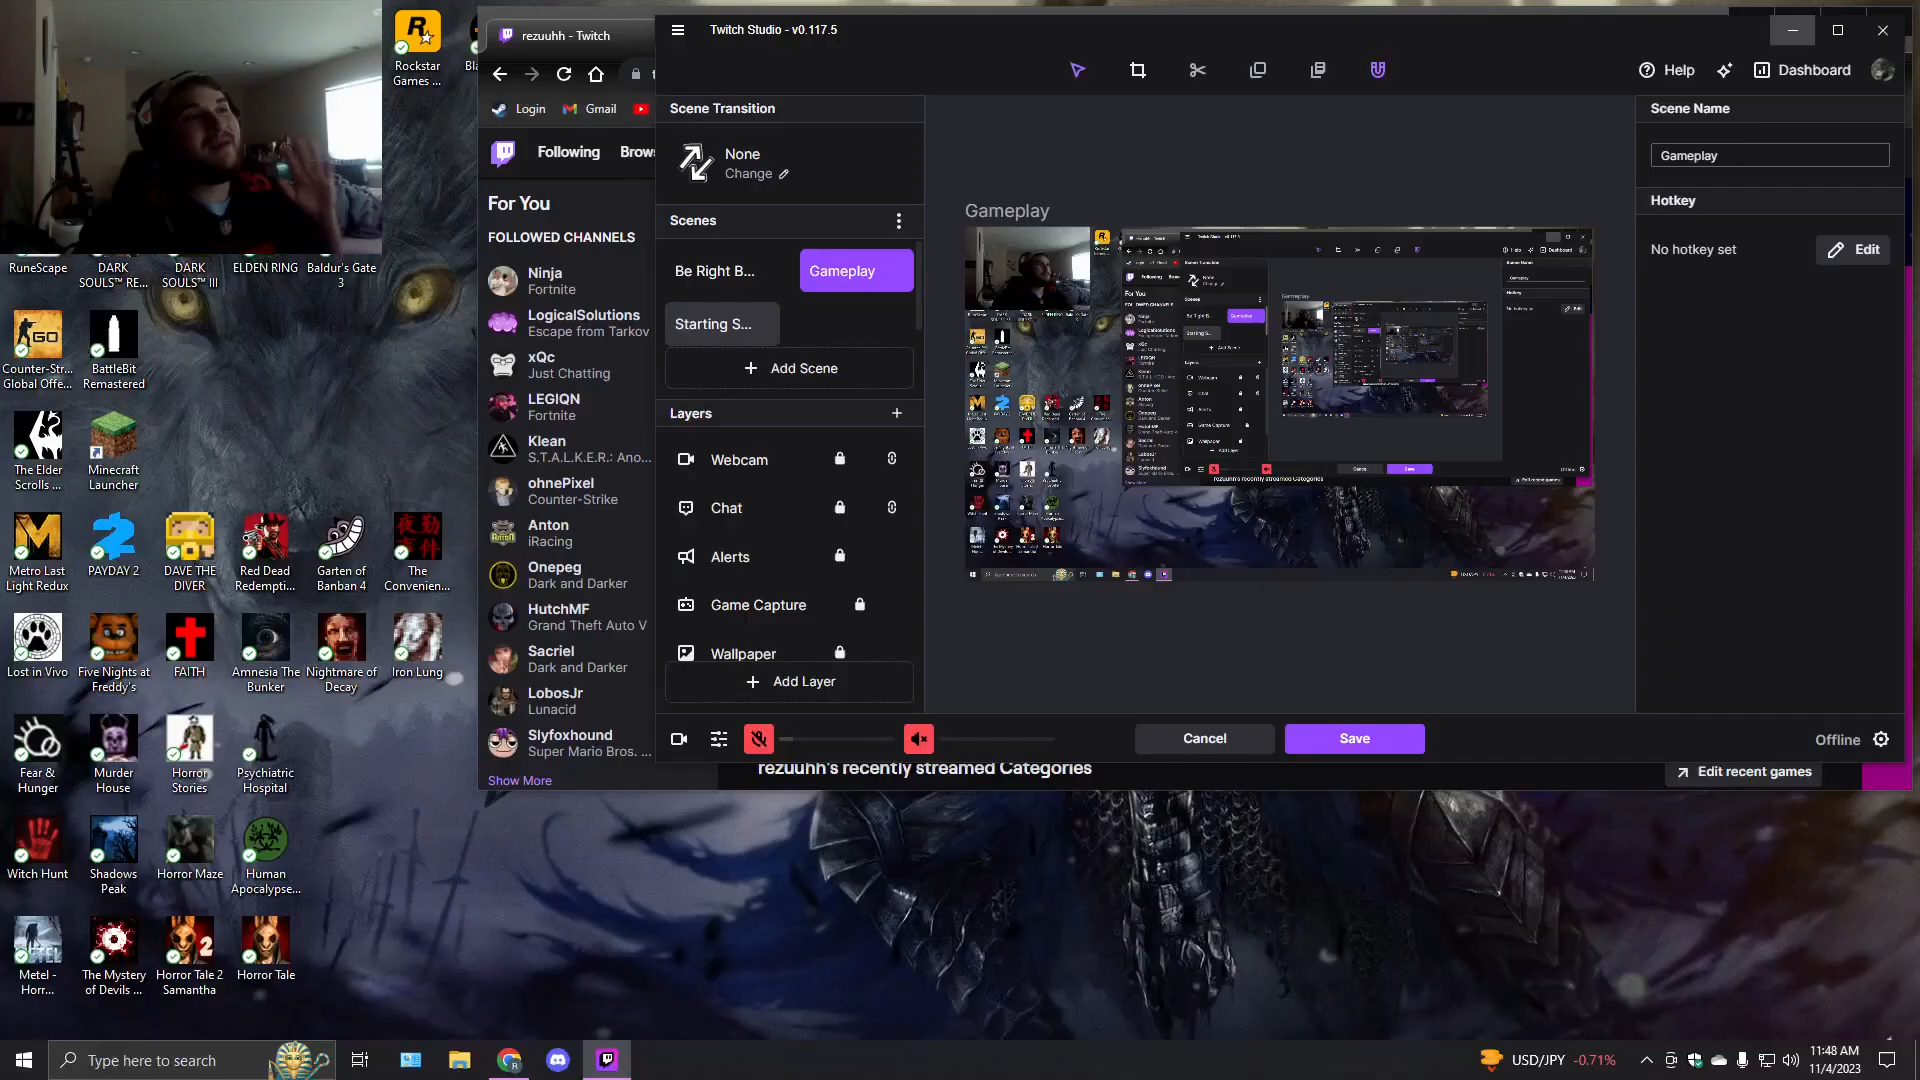 Rockstar
Games ...
rezuuhh - Twitch
Twitch Studio - v0.117.5
Help
Dashboard
Login
Gmail
Following
For You
FOLLOWED CHANNELS
Ninja
Fortnite
LogicalSolutions
Escape from Tarkov
xQc
Just Chatting
LEGIQN
Fortnite
Klean
S.T.A.L.K.E.R.: Ano...
ohnePixel
Counter-Strike
Anton
iRacing
Onepeg
Dark and Darker
HutchMF
Grand Theft Auto V
Sacriel
Dark and Darker
LobosJr
Lunacid
Slyfoxhound
Super Mario Bros. ...
Show More
Scene Transition
None
Change
Scenes
Be Right B...
Gameplay
Starting S...
Add Scene
Layers
Webcam
Chat
Alerts
Game Capture
Wallpaper
Add Layer
Gameplay
Scene Name
Gameplay
Hotkey
No hotkey set
Edit
Cancel
Save
Offline
rezuuhh's recently streamed Categories
Edit recent games
RuneScape
DARK
SOULS™ RE...
DARK
SOULS™ III
ELDEN RING
Baldur's Gate
3
Counter-Str...
Global Offe...
BattleBit
Remastered
The Elder
Scrolls ...
Minecraft
Launcher
Metro Last
Light Redux
PAYDAY 2
DAVE THE
DIVER
Red Dead
Redempti...
Garten of
Banban 4
The
Convenien...
Lost in Vivo
Five Nights at
Freddy's
FAITH
Amnesia The
Bunker
Nightmare of
Decay
Iron Lung
Fear &
Hunger
Murder
House
Horror
Stories
Psychiatric
Hospital
Witch Hunt
Shadows
Peak
Horror Maze
Human
Apocalypse...
Metel -
Horr...
The Mystery
of Devils ...
Horror Tale 2
Samantha
Horror Tale
Type here to search
USD/JPY -0.71%
11:48 AM
11/4/2023